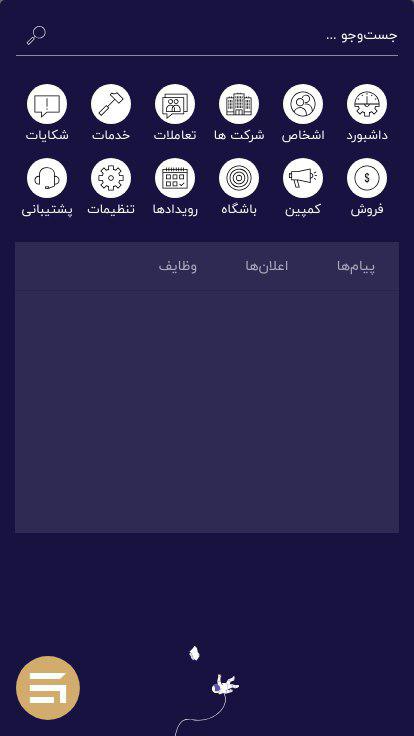 جست‌وجو ...
داشبورد اشخاص شرکت ها تعاملات خدمات شکایات
فروش کمپین باشگاه رویدادها تنظیمات پشتیبانی
پیام‌ها اعلان‌ها وظایف